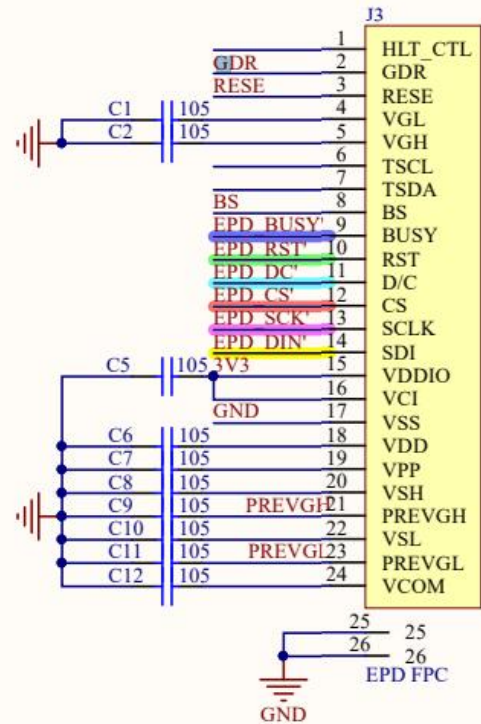 J3
1 HLT_CTL
GDR 2 GDR
RESE 3 RESE
C1 105 4 VGL
C2 105 5 VGH
6 TSCL
7 TSDA
BS 8 BS
EPD_BUSY' 9 BUSY
EPD_RST' 10 RST
EPD_DC' 11 D/C
EPD_CS' 12 CS
EPD_SCK' 13 SCLK
EPD_DIN' 14 SDI
C5 105 3V3 15 VDDIO
16 VCI
GND 17 VSS
C6 105 18 VDD
C7 105 19 VPP
C8 105 20 VSH
C9 105 PREVGH 21 PREVGH
C10 105 22 VSL
C11 105 PREVGL 23 PREVGL
C12 105 24 VCOM
25 25
26 26
EPD FPC
GND